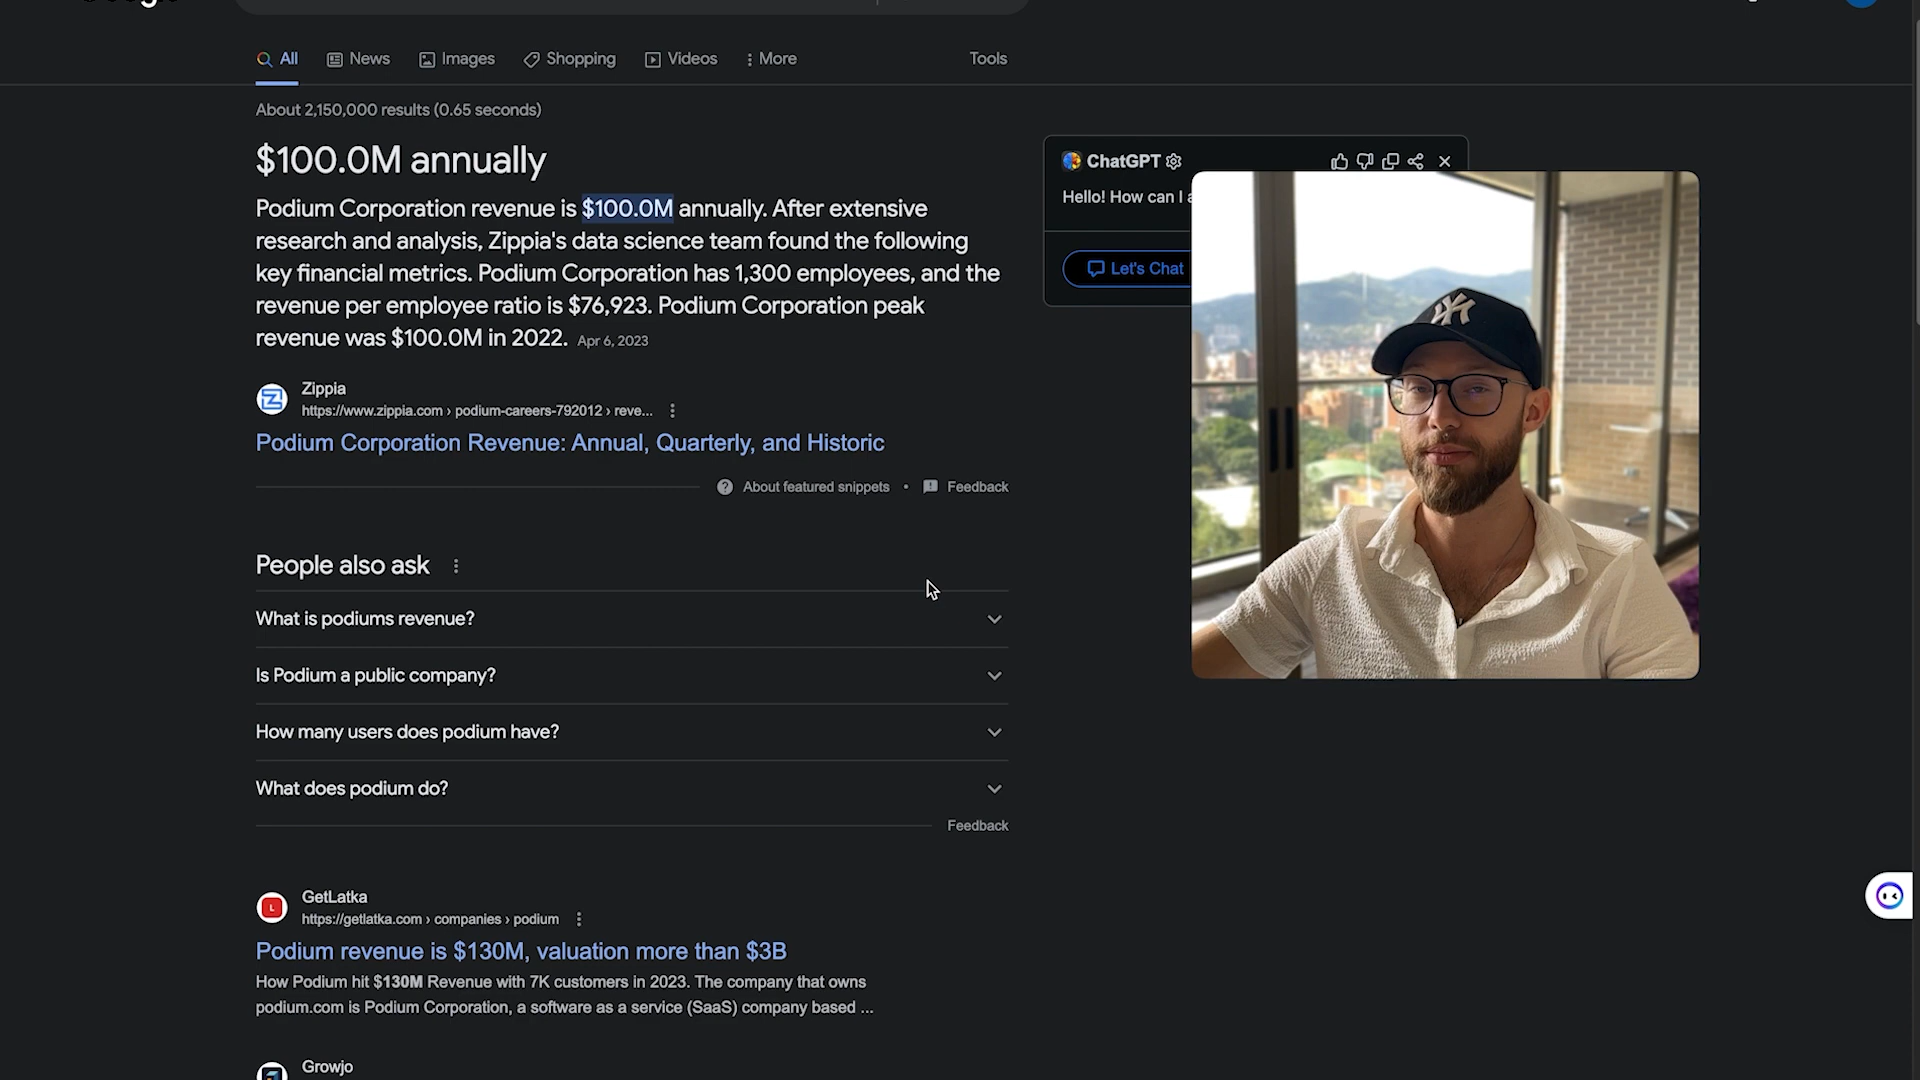 All
News
Images
Shopping
Videos
More
Tools
About 2,150,000 results (0.65 seconds)
$100.0M annually
Podium Corporation revenue is $100.0M annually. After extensive
research and analysis, Zippia's data science team found the following
key financial metrics. Podium Corporation has 1,300 employees, and the
revenue per employee ratio is $76,923. Podium Corporation peak
revenue was $100.0M in 2022. Apr 6, 2023
ChatGPT
Hello! How can I
Let's Chat
Zippia
https://www.zippia.com › podium-careers-792012 › reve...
Podium Corporation Revenue: Annual, Quarterly, and Historic
About featured snippets • Feedback
People also ask
What is podiums revenue?
Is Podium a public company?
How many users does podium have?
What does podium do?
Feedback
GetLatka
https://getlatka.com › companies › podium
Podium revenue is $130M, valuation more than $3B
How Podium hit $130M Revenue with 7K customers in 2023. The company that owns
podium.com is Podium Corporation, a software as a service (SaaS) company based ...
Growjo